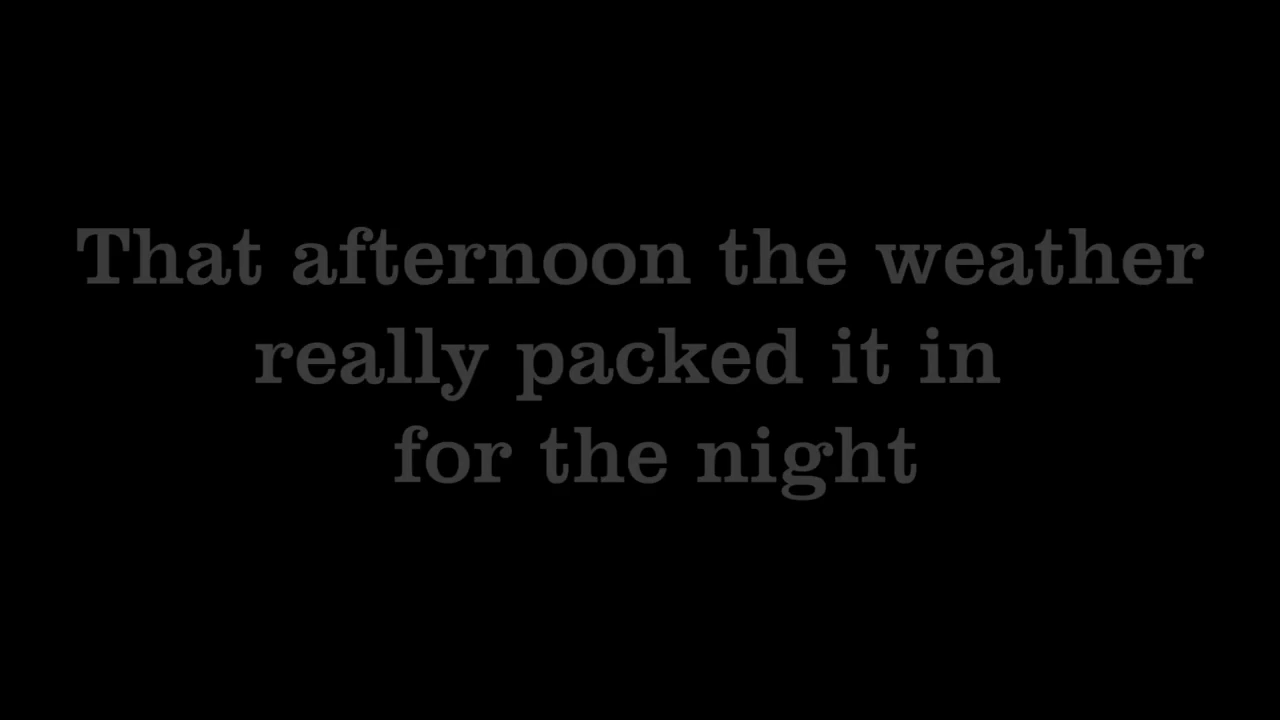 That afternoon the weather
really packed it in
for the night